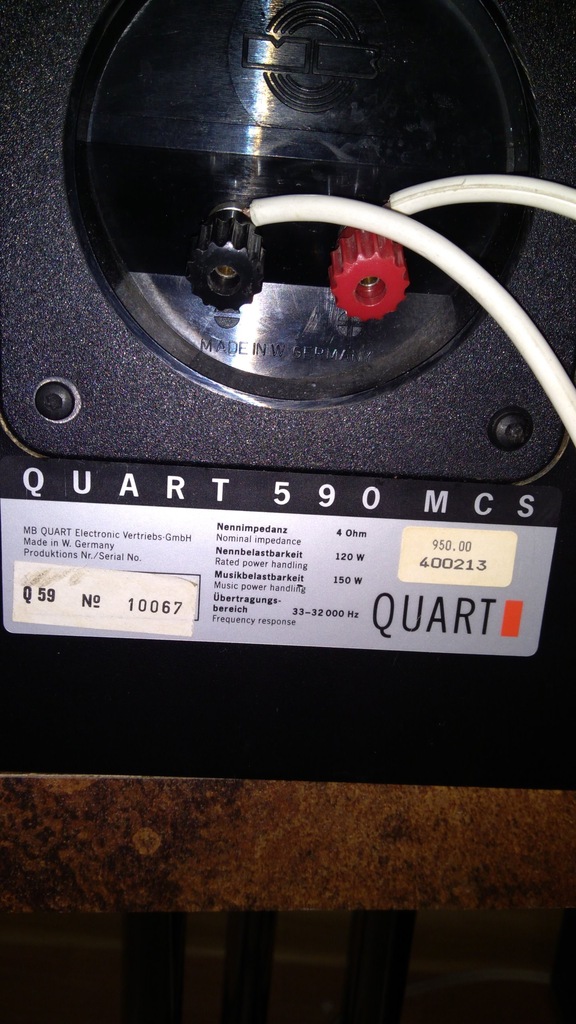 MB
MADE IN W. GERMANY
QUART 590 MCS
MB QUART Electronic Vertriebs-GmbH
Made in W. Germany
Produktions Nr./Serial No.
Q 59 Nº 10067
Nennimpedanz 4 Ohm
Nominal impedance
Nennbelastbarkeit 120 W
Rated power handling
Musikbelastbarkeit 150 W
Music power handling
Übertragungs-
bereich 33–32 000 Hz
Frequency response
950.00
400213
QUART